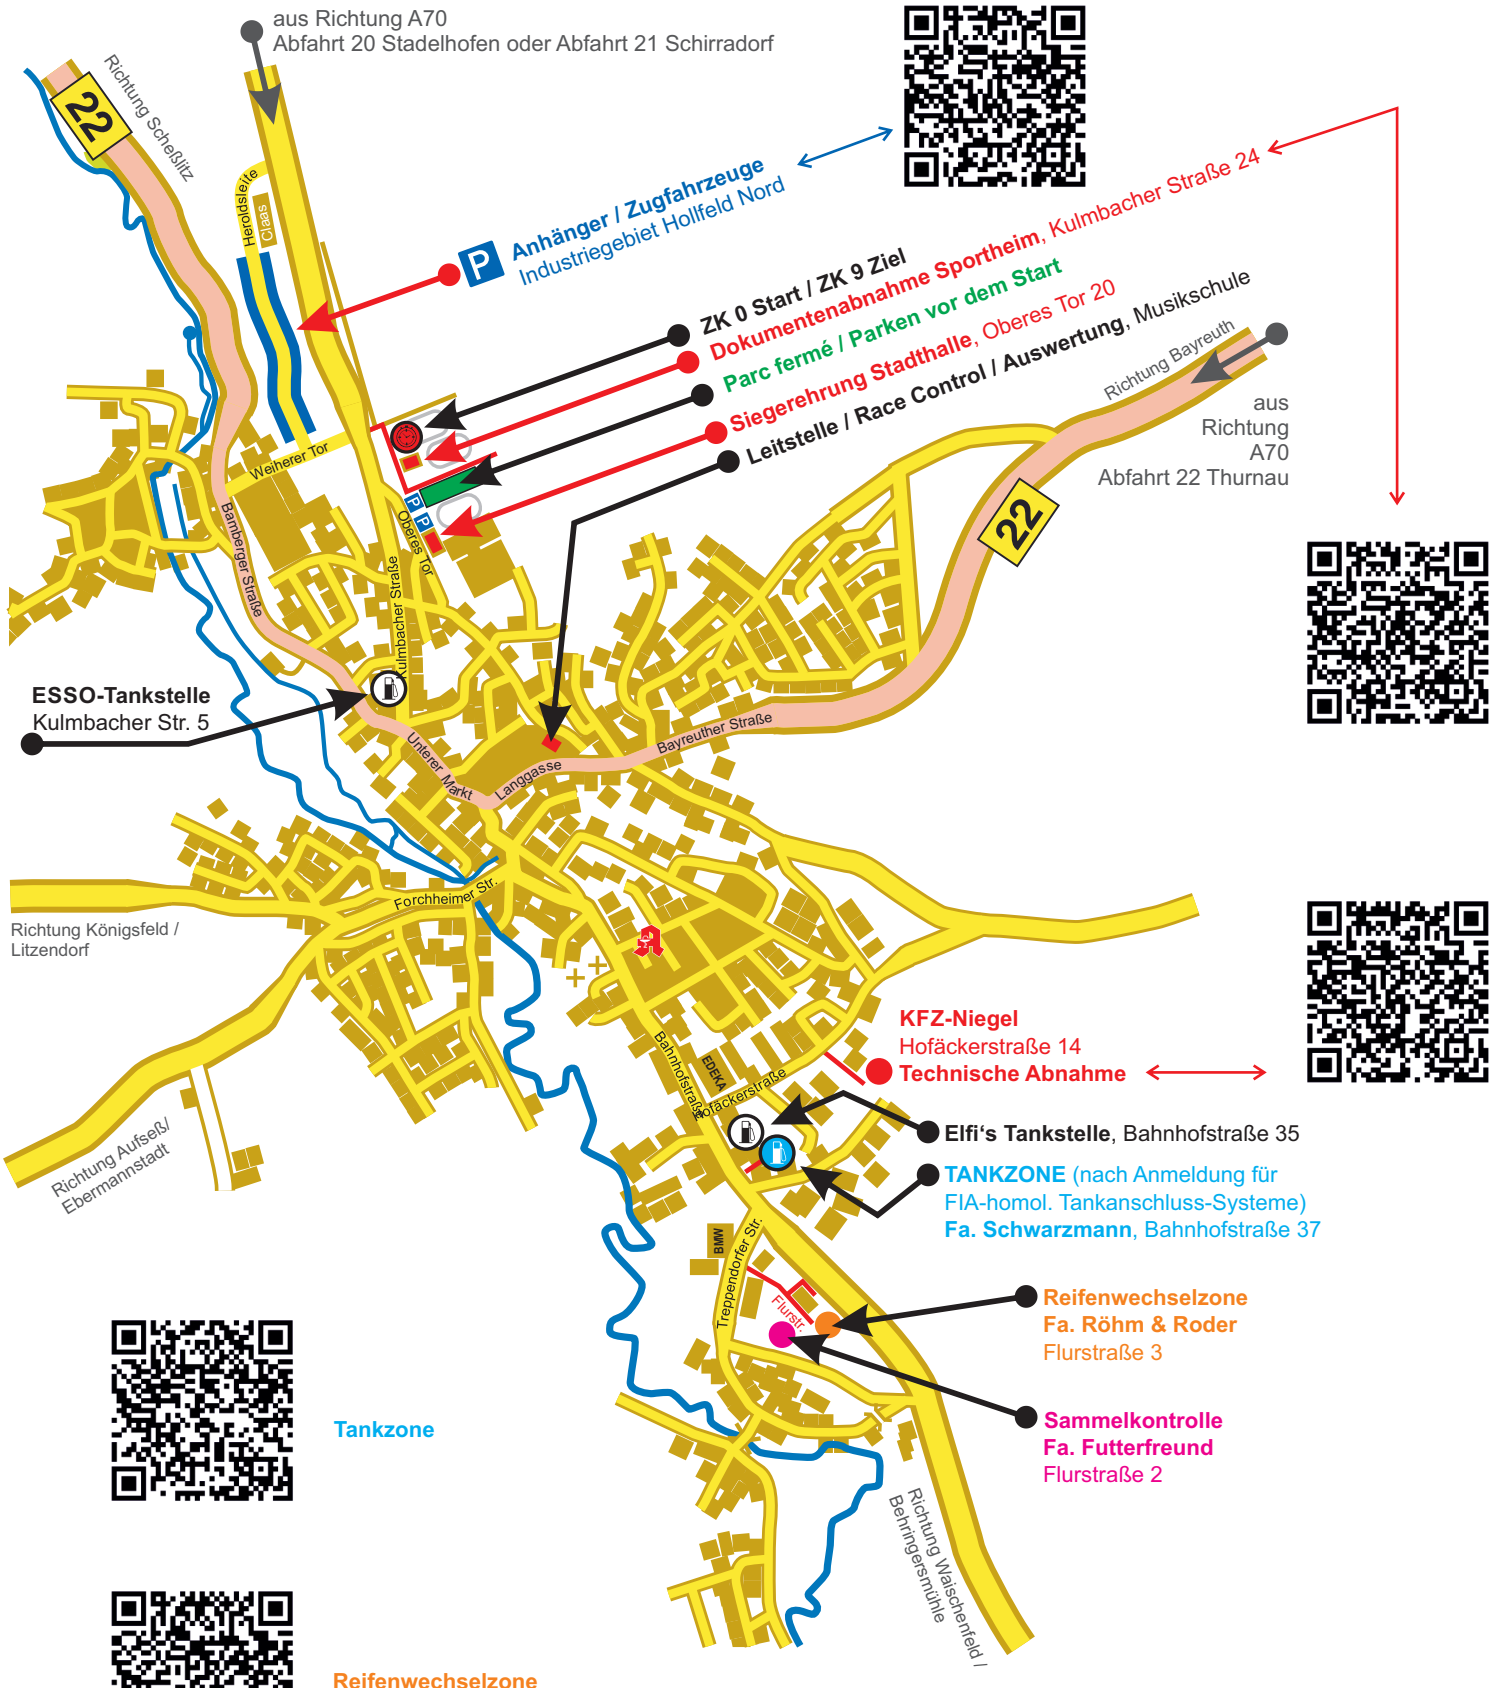 aus Richtung A70
Abfahrt 20 Stadelhofen oder Abfahrt 21 Schirradorf
Richtung Scheßlitz
22
Heroldsleite
Claas
P
Anhänger / Zugfahrzeuge
Industriegebiet Hollfeld Nord
ZK 0 Start / ZK 9 Ziel
Dokumentenabnahme Sportheim, Kulmbacher Straße 24
Parc fermé / Parken vor dem Start
Siegerehrung Stadthalle, Oberes Tor 20
Leitstelle / Race Control / Auswertung, Musikschule
Richtung Bayreuth
aus
Richtung
A70
Abfahrt 22 Thurnau
22
Weiherer Tor
P
P
Oberes Tor
Bamberger Straße
Kulmbacher Straße
ESSO-Tankstelle
Kulmbacher Str. 5
Unterer Markt
Langgasse
Bayreuther Straße
Forchheimer Str.
Richtung Königsfeld /
Litzendorf
Richtung Aufseß/
Ebermannstadt
Bahnhofstraße
EDEKA
Hofäckerstraße
KFZ-Niegel
Hofäckerstraße 14
Technische Abnahme
Elfi‘s Tankstelle, Bahnhofstraße 35
TANKZONE (nach Anmeldung für
FIA-homol. Tankanschluss-Systeme)
Fa. Schwarzmann, Bahnhofstraße 37
BMW
Treppendorfer Str.
Flurstr.
Reifenwechselzone
Fa. Röhm & Roder
Flurstraße 3
Sammelkontrolle
Fa. Futterfreund
Flurstraße 2
Tankzone
Richtung Waischenfeld /
Behringersmühle
Reifenwechselzone